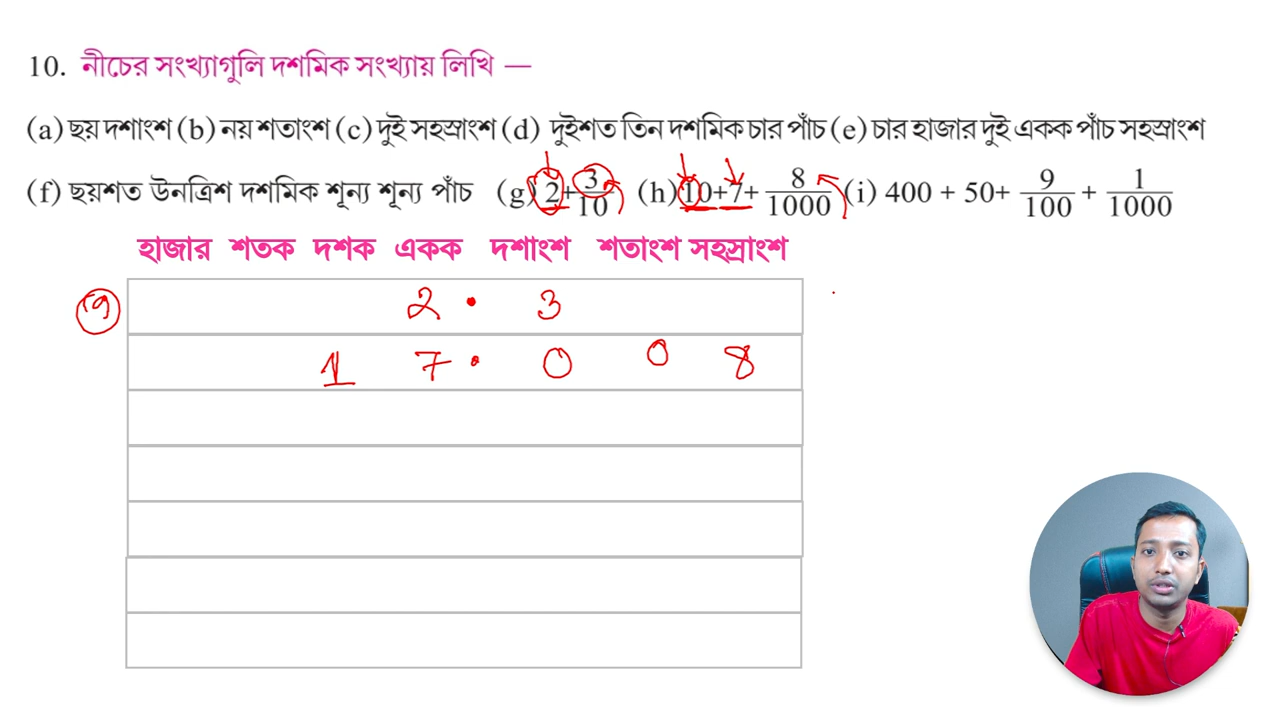 10. নীচের সংখ্যাগুলি দশমিক সংখ্যায় লিখি —
(a) ছয় দশাংশ (b) নয় শতাংশ (c) দুই সহস্রাংশ (d) দুইশত তিন দশমিক চার পাঁচ (e) চার হাজার দুই একক পাঁচ সহস্রাংশ
(f) ছয়শত উনত্রিশ দশমিক শূন্য শূন্য পাঁচ (g) 2+3/10 (h) 10+7+8/1000 (i) 400 + 50+ 9/100 + 1/1000
হাজার শতক দশক একক দশাংশ শতাংশ সহস্রাংশ
(g) 2 . 3
1 7 . 0 0 8